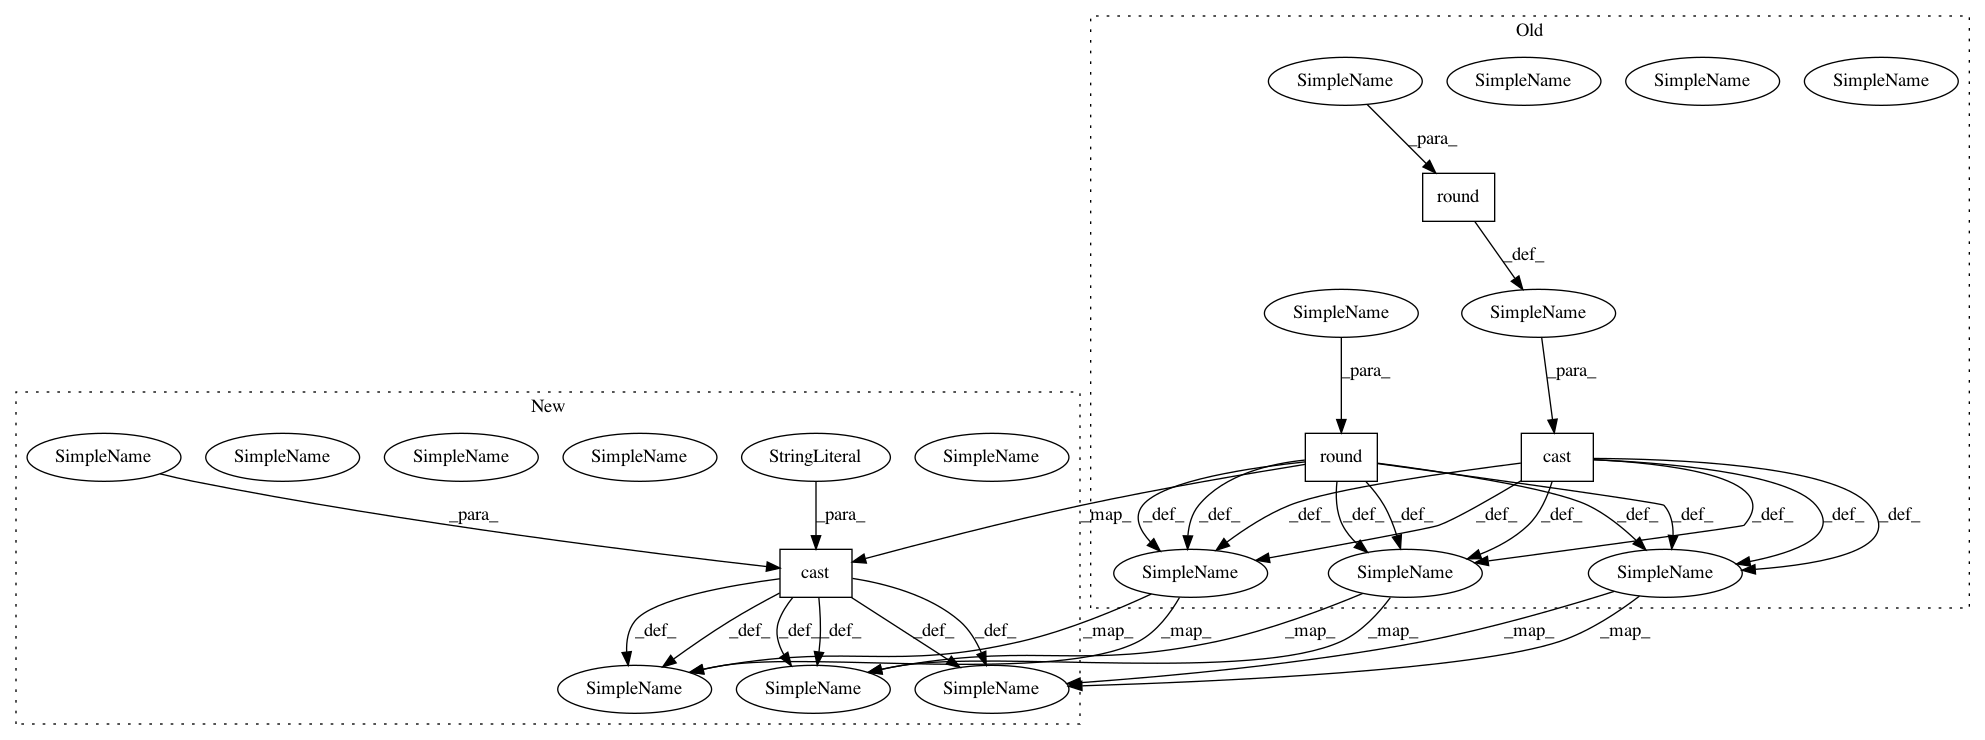 Old
SimpleName SimpleName SimpleName SimpleName
_para_
round
_def_
SimpleName SimpleName
_para_ _para_
New
SimpleName SimpleName SimpleName SimpleName StringLiteral SimpleName round cast
_para_ _para_ _map_ _def_ _def_ _def_ _def_ _def_ _def_ _def_ _def_ _def_ _def_ _def_ _def_
cast SimpleName SimpleName SimpleName
_def_ _def_ _def_ _def_ _def_ _def_ _map_ _map_ _map_ _map_ _map_ _map_
SimpleName SimpleName SimpleName